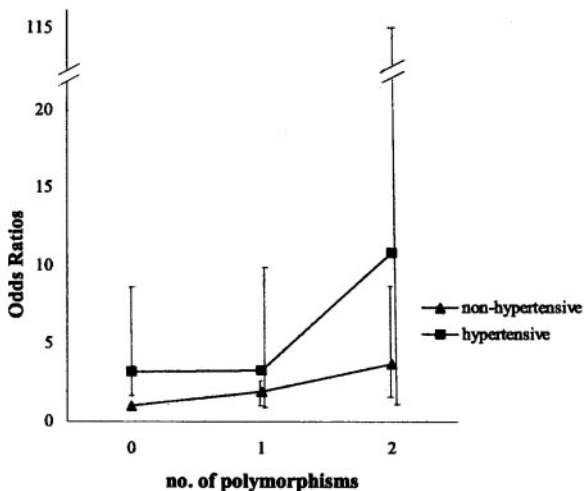 115
20
15
10
5
0
Odds Ratios
0 1 2
no. of polymorphisms
non-hypertensive
hypertensive